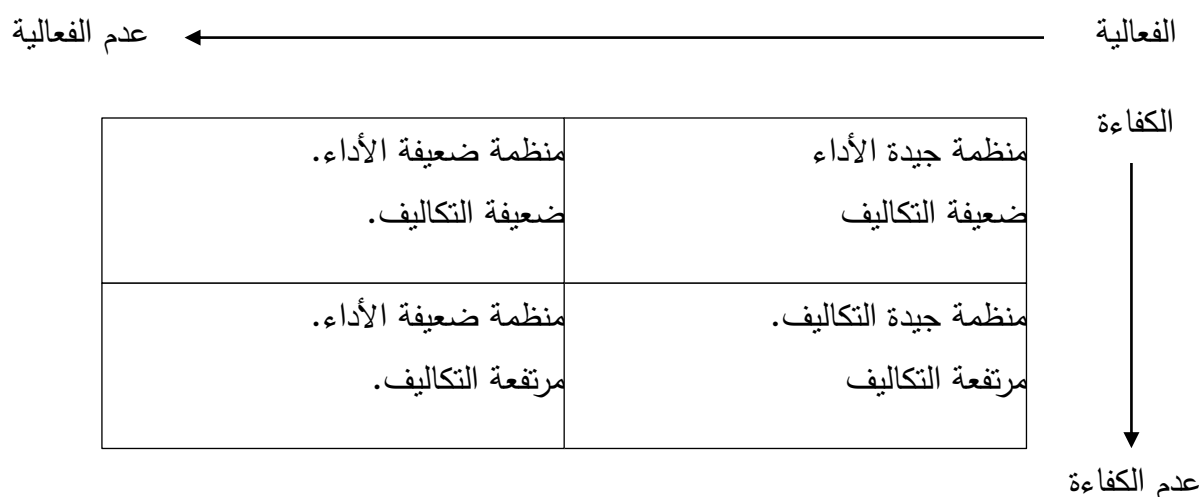 الفعالية
عدم الفعالية
الكفاءة
منظمة جيدة الأداء
ضعيفة التكاليف
منظمة ضعيفة الأداء.
ضعيفة التكاليف.
منظمة جيدة التكاليف.
مرتفعة التكاليف
منظمة ضعيفة الأداء.
مرتفعة التكاليف.
عدم الكفاءة